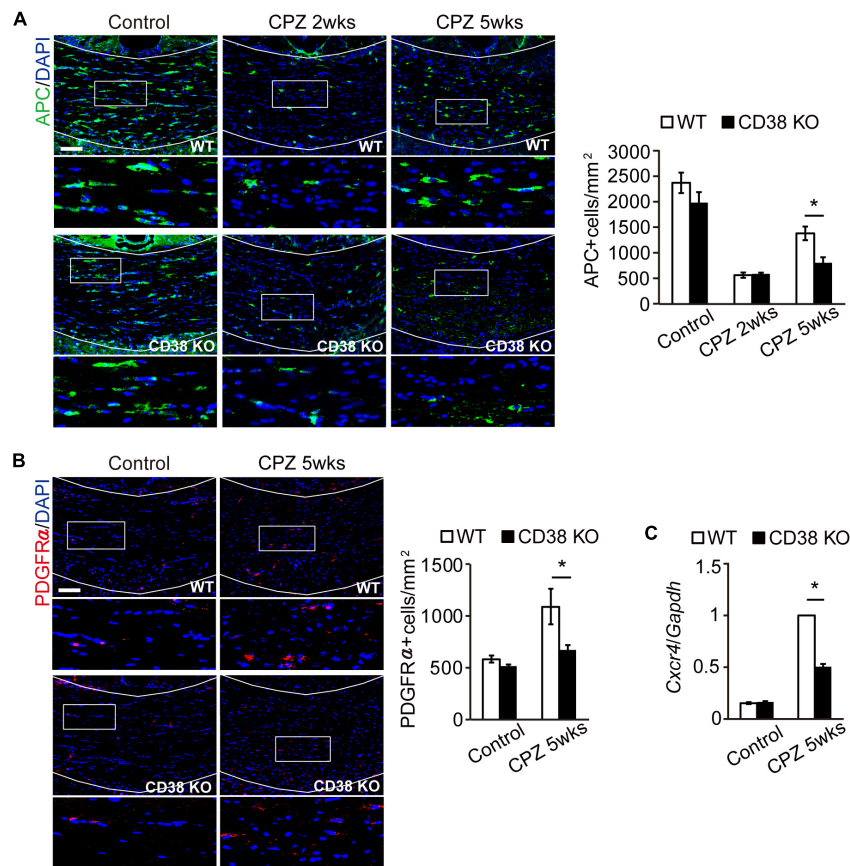 A
Control
CPZ 2wks
CPZ 5wks
APC/DAPI
WT
WT
WT
CD38 KO
CD38 KO
CD38 KO
WT
CD38 KO
APC+cells/mm²
3000
2500
2000
1500
1000
500
0
*
Control
CPZ 2wks
CPZ 5wks
B
Control
CPZ 5wks
PDGFRα/DAPI
WT
WT
CD38 KO
CD38 KO
WT
CD38 KO
PDGFRα+cells/mm²
1500
1000
500
0
*
Control
CPZ 5wks
C
WT
CD38 KO
Cxcr4/Gapdh
1
0.5
0
*
Control
CPZ 5wks